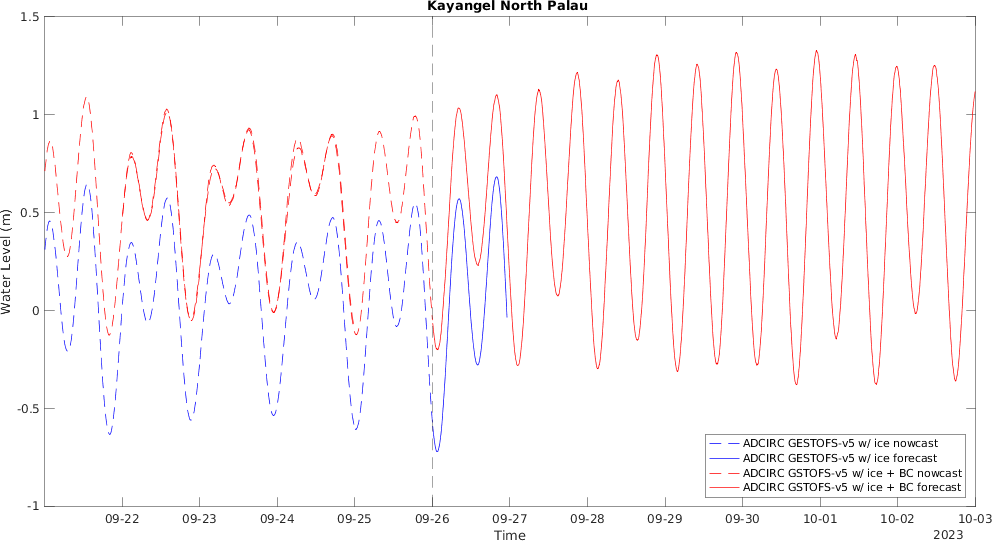 Kayangel North Palau
1.5
1
0.5
0
-0.5
-1
Water Level (m)
ADCIRC GESTOFS-v5 w/ ice nowcast
ADCIRC GESTOFS-v5 w/ ice forecast
ADCIRC GSTOFS-v5 w/ ice + BC nowcast
ADCIRC GSTOFS-v5 w/ ice + BC forecast
09-22 09-23 09-24 09-25 09-26 09-27 09-28 09-29 09-30 10-01 10-02 10-03
Time
2023